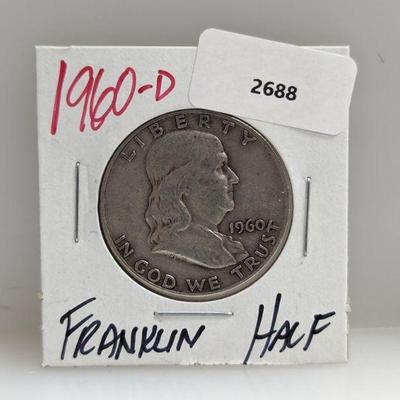 1960-D
2688
LIBERTY
1960
IN GOD WE TRUST
FRANKLIN HALF